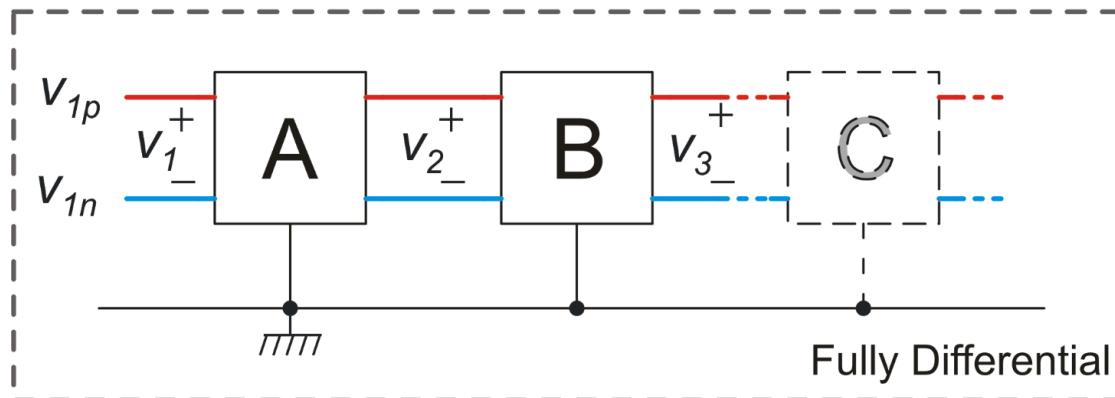 v1p
v1 + −
v1n
A
v2 + −
B
v3 + −
C
Fully Differential